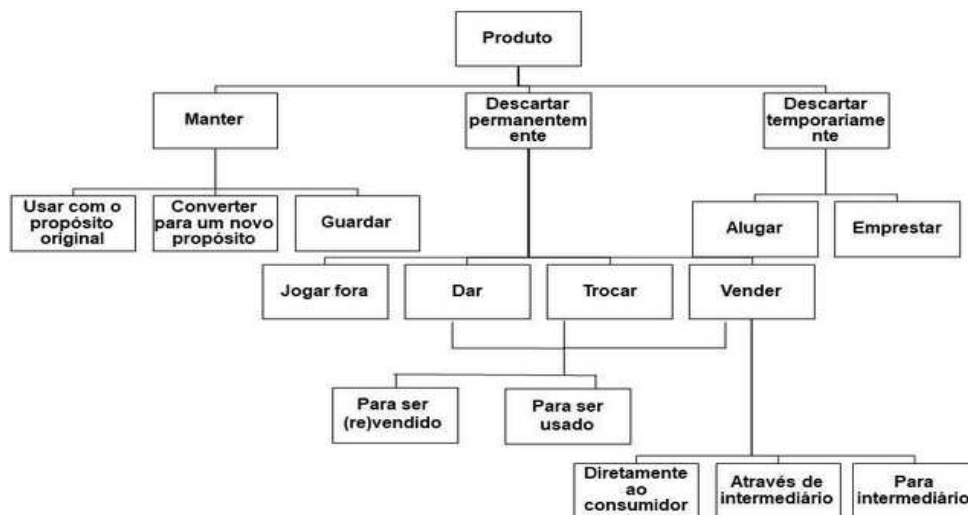 Produto
Manter
Descartar
permanentem
ente
Descartar
temporariame
nte
Usar com o
propósito
original
Converter
para um novo
propósito
Guardar
Alugar
Emprestar
Jogar fora
Dar
Trocar
Vender
Para ser
(re)vendido
Para ser
usado
Diretamente
ao
consumidor
Através de
intermediário
Para
intermediário